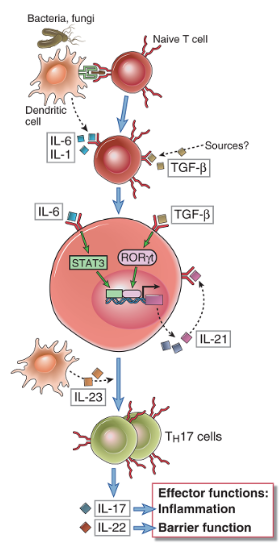 Bacteria, fungi
Naive T cell
Dendritic
cell
IL-6
IL-1
Sources?
TGF-β
IL-6
TGF-β
STAT3
RORγt
IL-21
IL-23
TH17 cells
Effector functions:
IL-17
Inflammation
IL-22
Barrier function